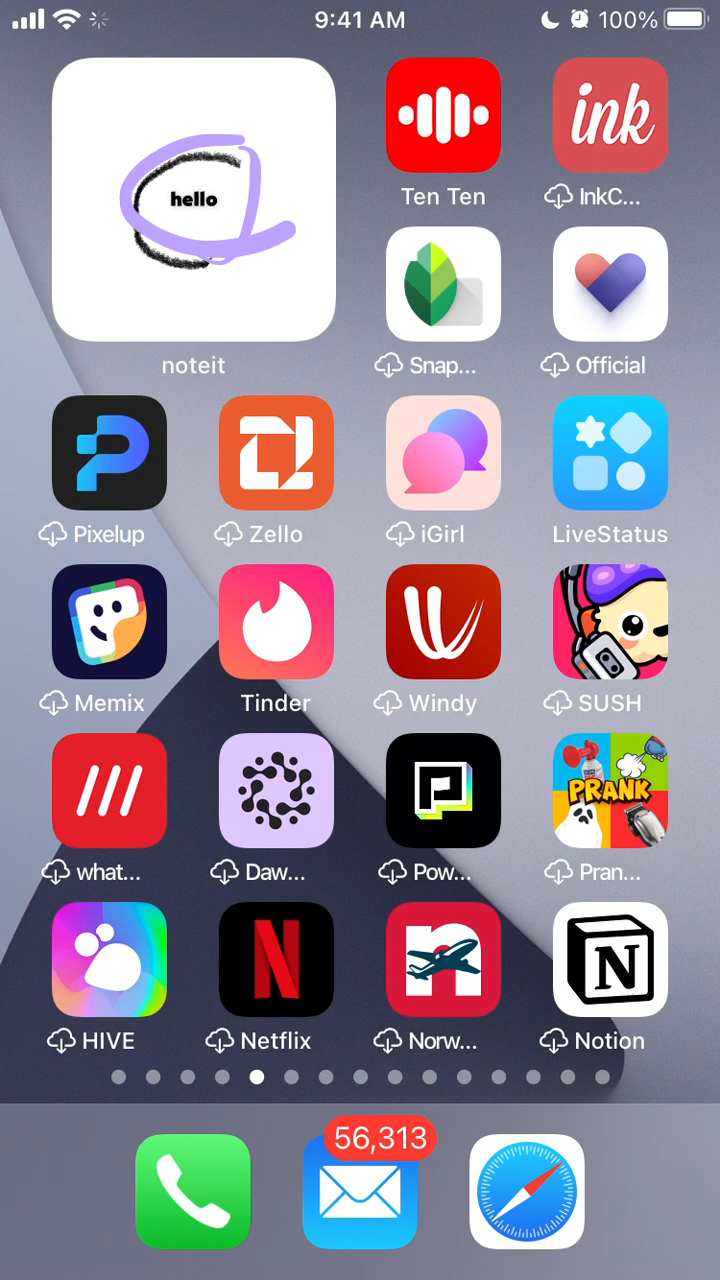 9:41 AM
100%
hello
noteit
Ten Ten
ink
InkC...
Snap...
Official
Pixelup
Zello
iGirl
LiveStatus
Memix
Tinder
Windy
SUSH
PRANK
what...
Daw...
Pow...
Pran...
N
n
N
HIVE
Netflix
Norw...
Notion
56,313